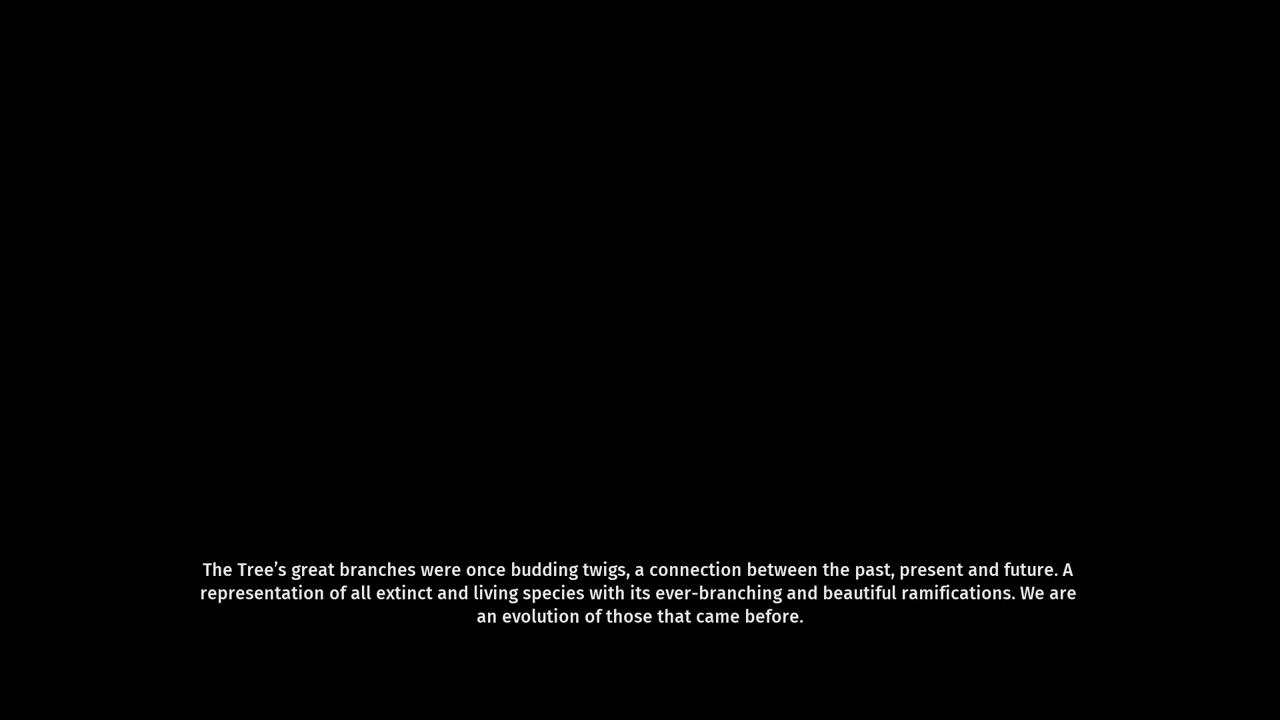 The Tree’s great branches were once budding twigs, a connection between the past, present and future. A
representation of all extinct and living species with its ever-branching and beautiful ramifications. We are
an evolution of those that came before.